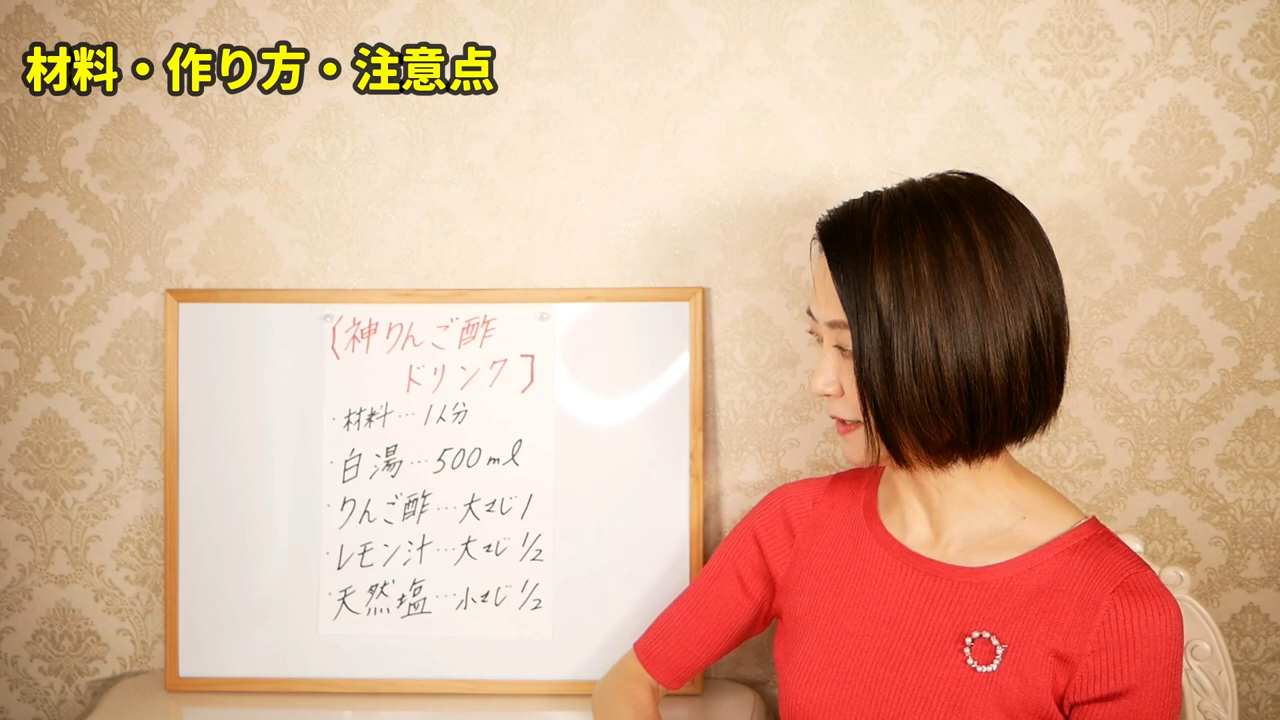 材料・作り方・注意点
〔神りんご酢
ドリンク〕
・材料…1人分
・白湯…500ml
・りんご酢…大さじ1
・レモン汁…大さじ1/2
・天然塩…小さじ1/2